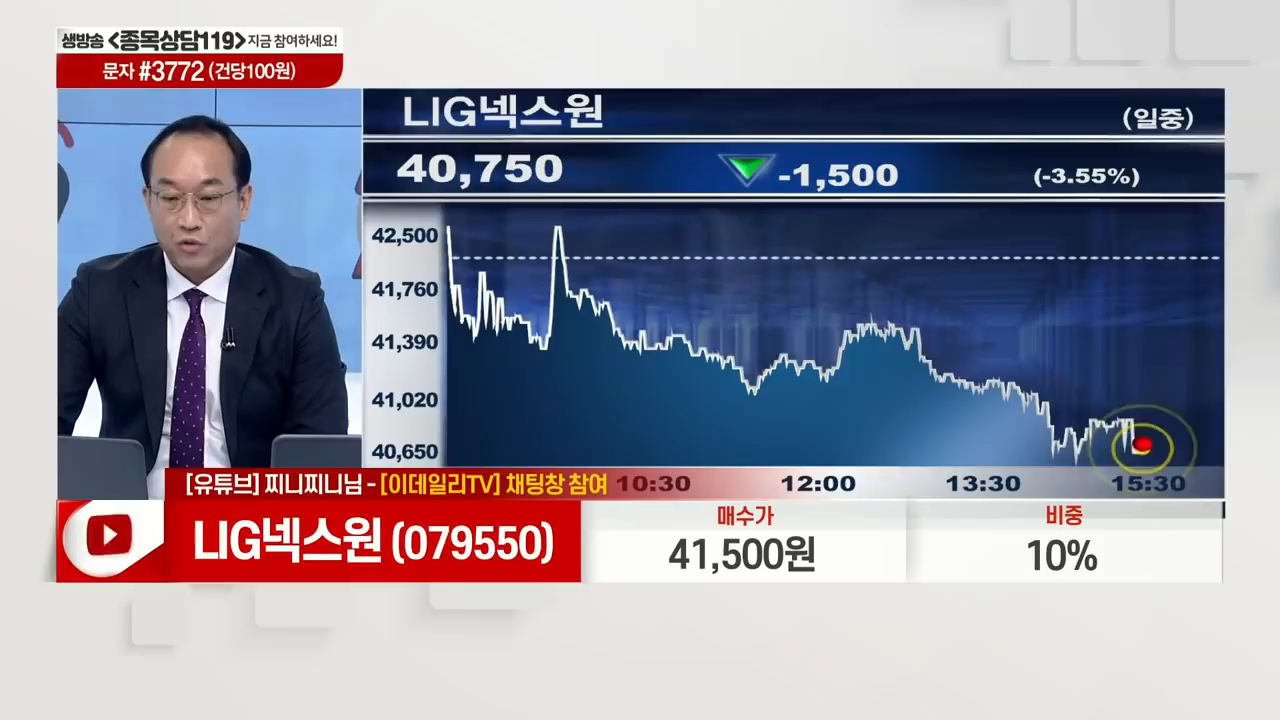 생방송 <종목상담119> 지금 참여하세요!
문자 #3772 (건당100원)
LIG넥스원 (일중)
40,750 -1,500 (-3.55%)
42,500
41,760
41,390
41,020
40,650
10:30 12:00 13:30 15:30
[유튜브] 찌니찌니님 - [이데일리TV] 채팅창 참여
LIG넥스원 (079550)
매수가
41,500원
비중
10%